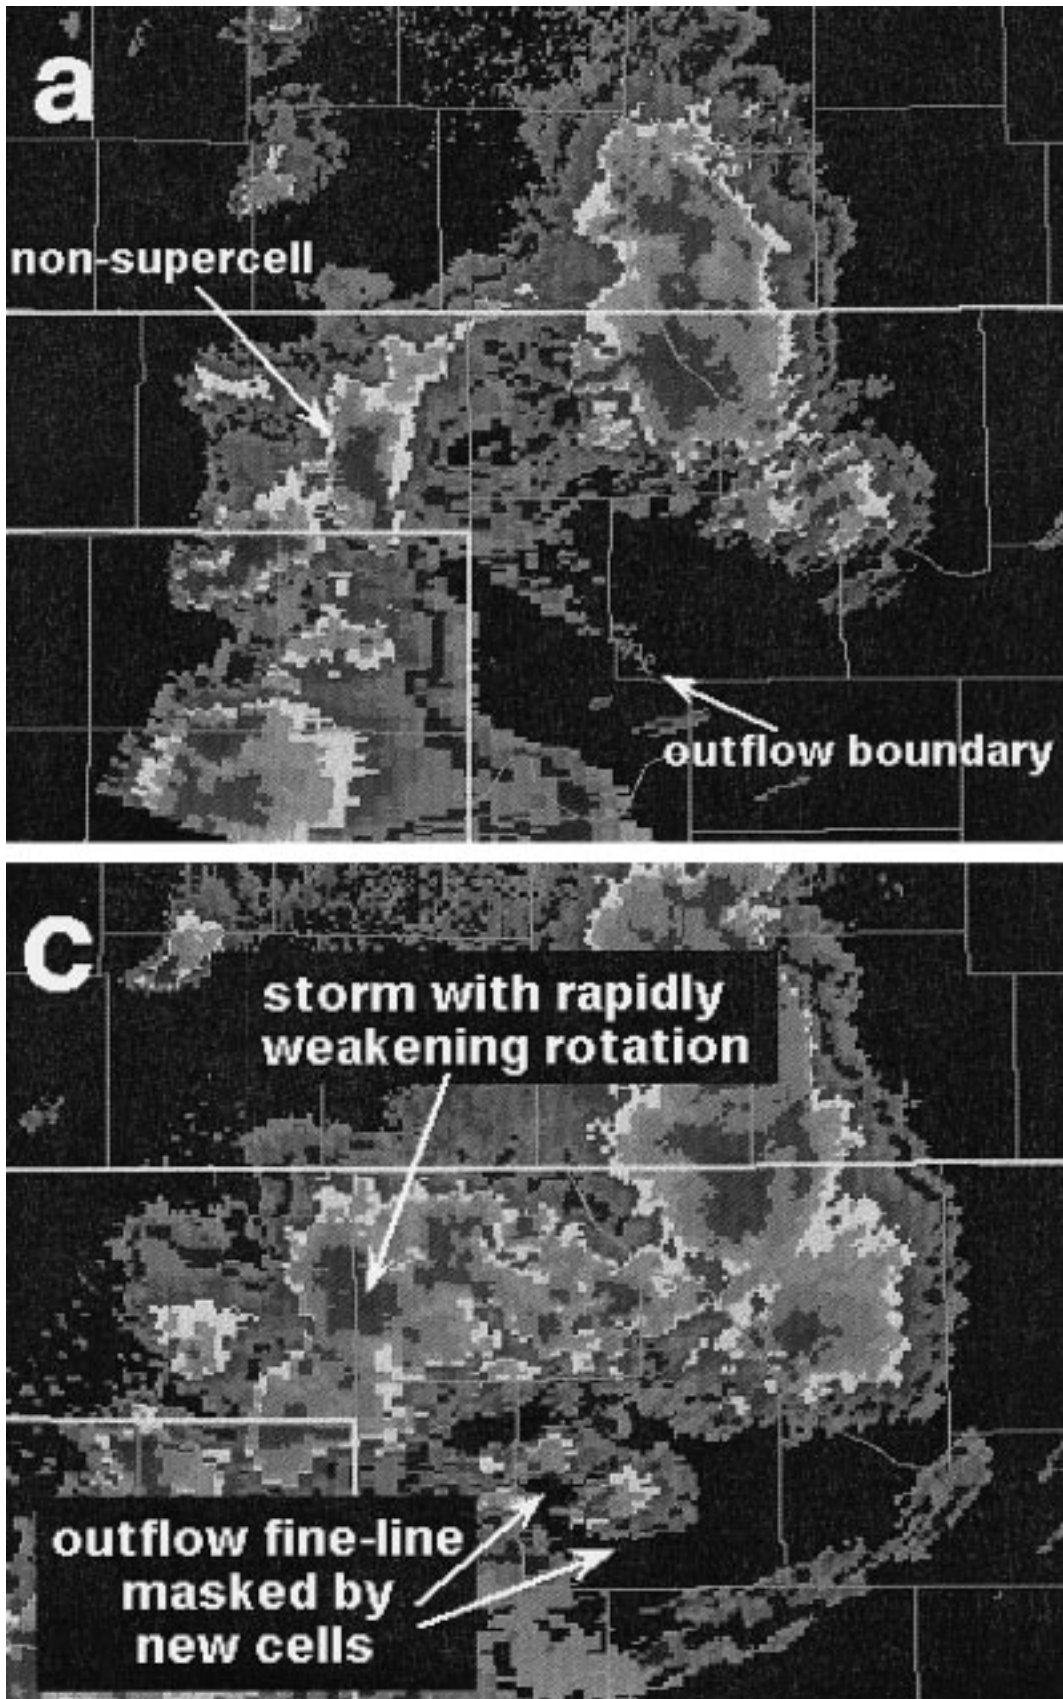 a
non-supercell
outflow boundary
c
storm with rapidly
weakening rotation
outflow fine-line
masked by
new cells